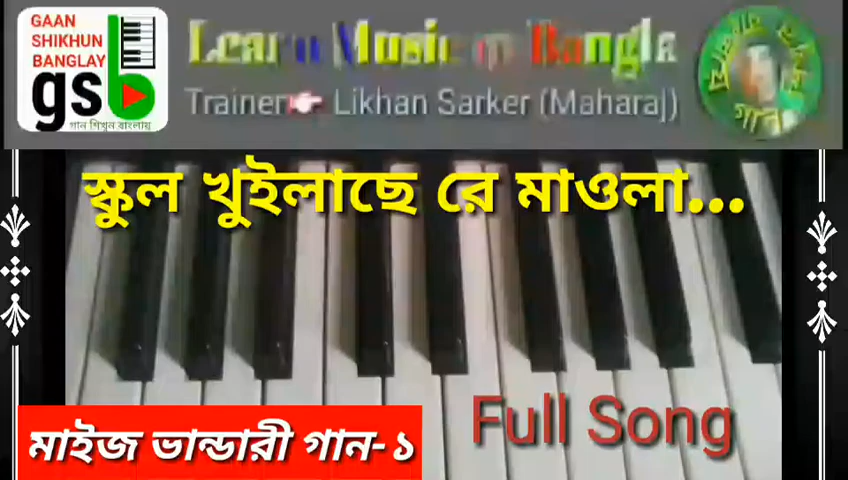 GAAN
SHIKHUN
BANGLAY
gsb
গান শিখুন বাংলায়
Learn Music in Bangla
Trainer Likhan Sarker (Maharaj)
গান
স্কুল খুইলাছে রে মাওলা...
Full Song
মাইজ ভান্ডারী গান-১